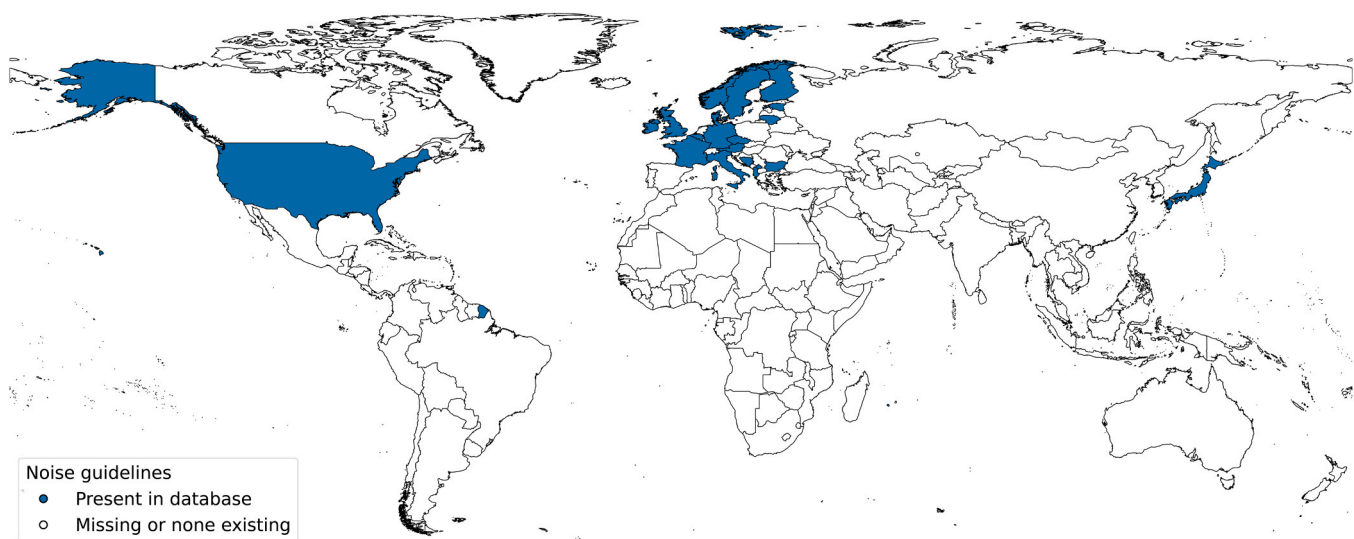 Noise guidelines
Present in database
Missing or none existing